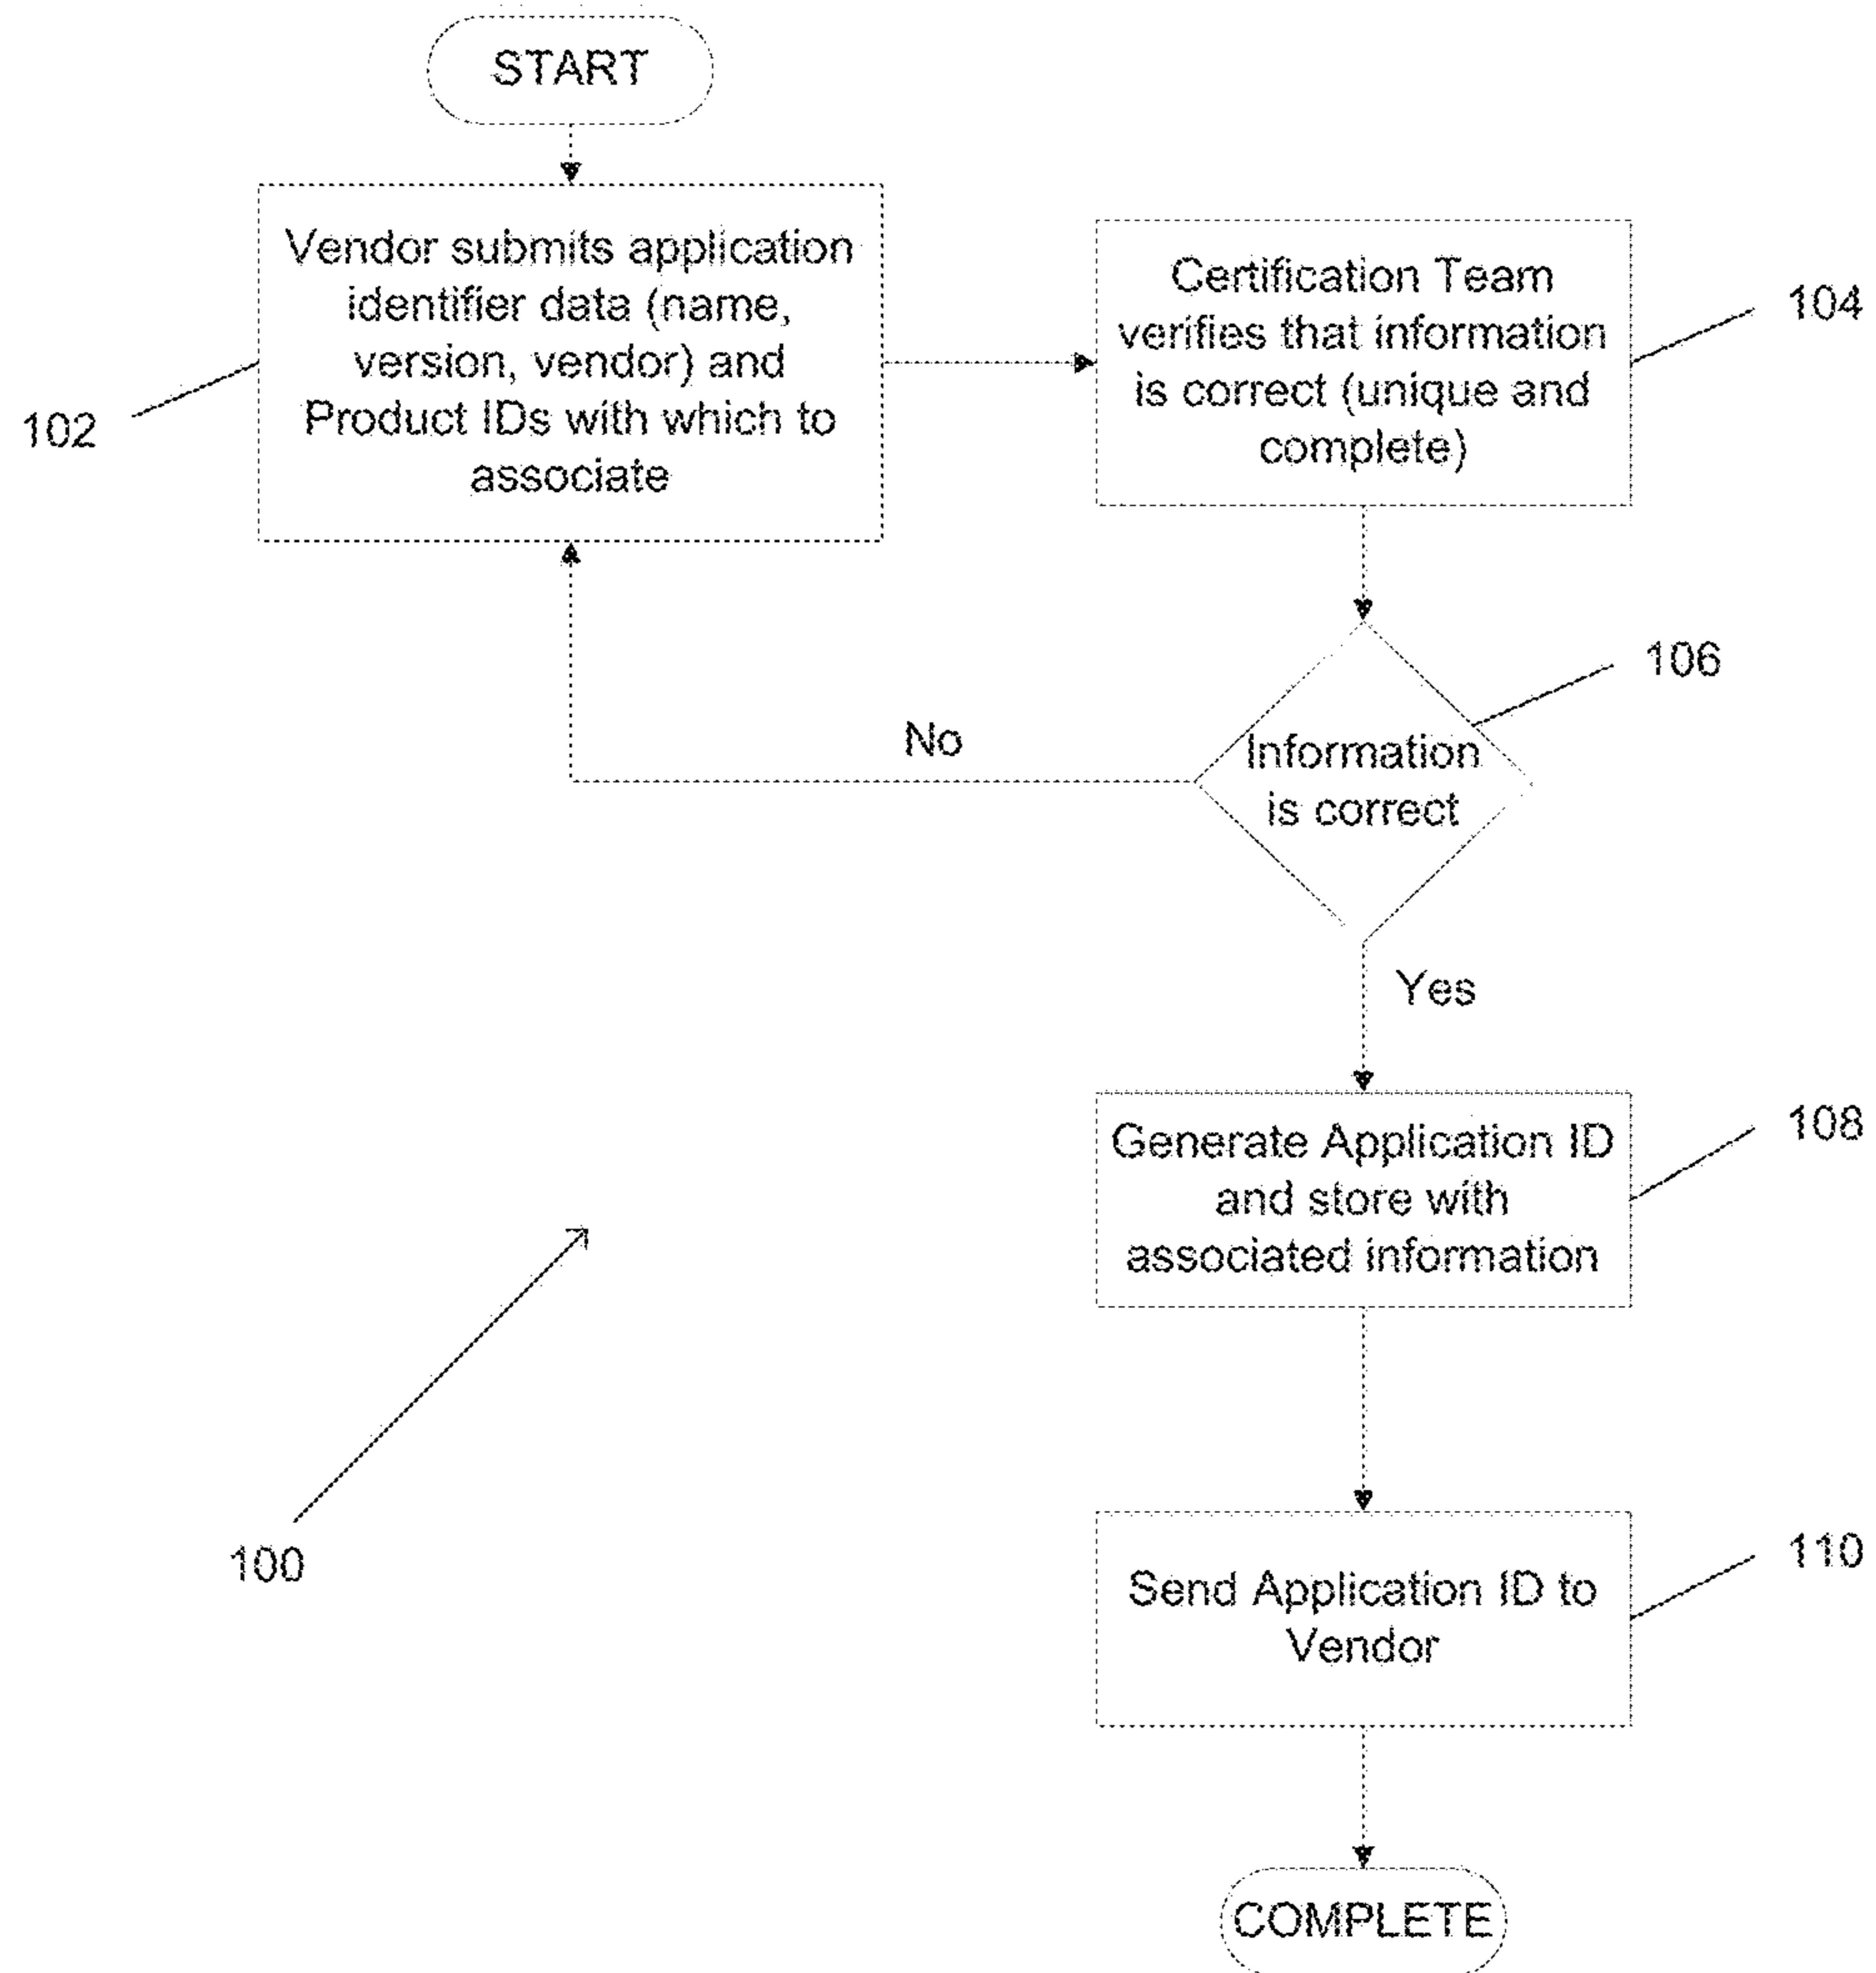 START
Vendor submits application
identifier data (name,
version, vendor) and
Product IDs with which to
associate
102
Certification Team
verifies that information
is correct (unique and
complete)
104
106
Information
is correct
No
Yes
Generate Application ID
and store with
associated information
108
100
Send Application ID to
Vendor
110
COMPLETE